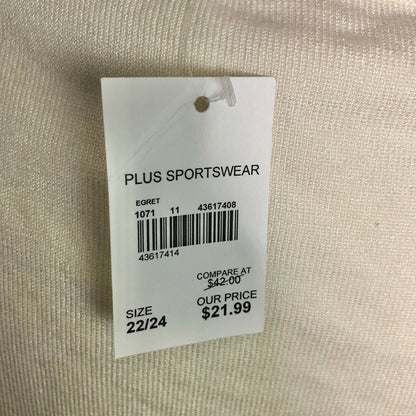 PLUS SPORTSWEAR
EGRET
1071 11 43617408
43617414
COMPARE AT
$42.00
SIZE
22/24
OUR PRICE
$21.99